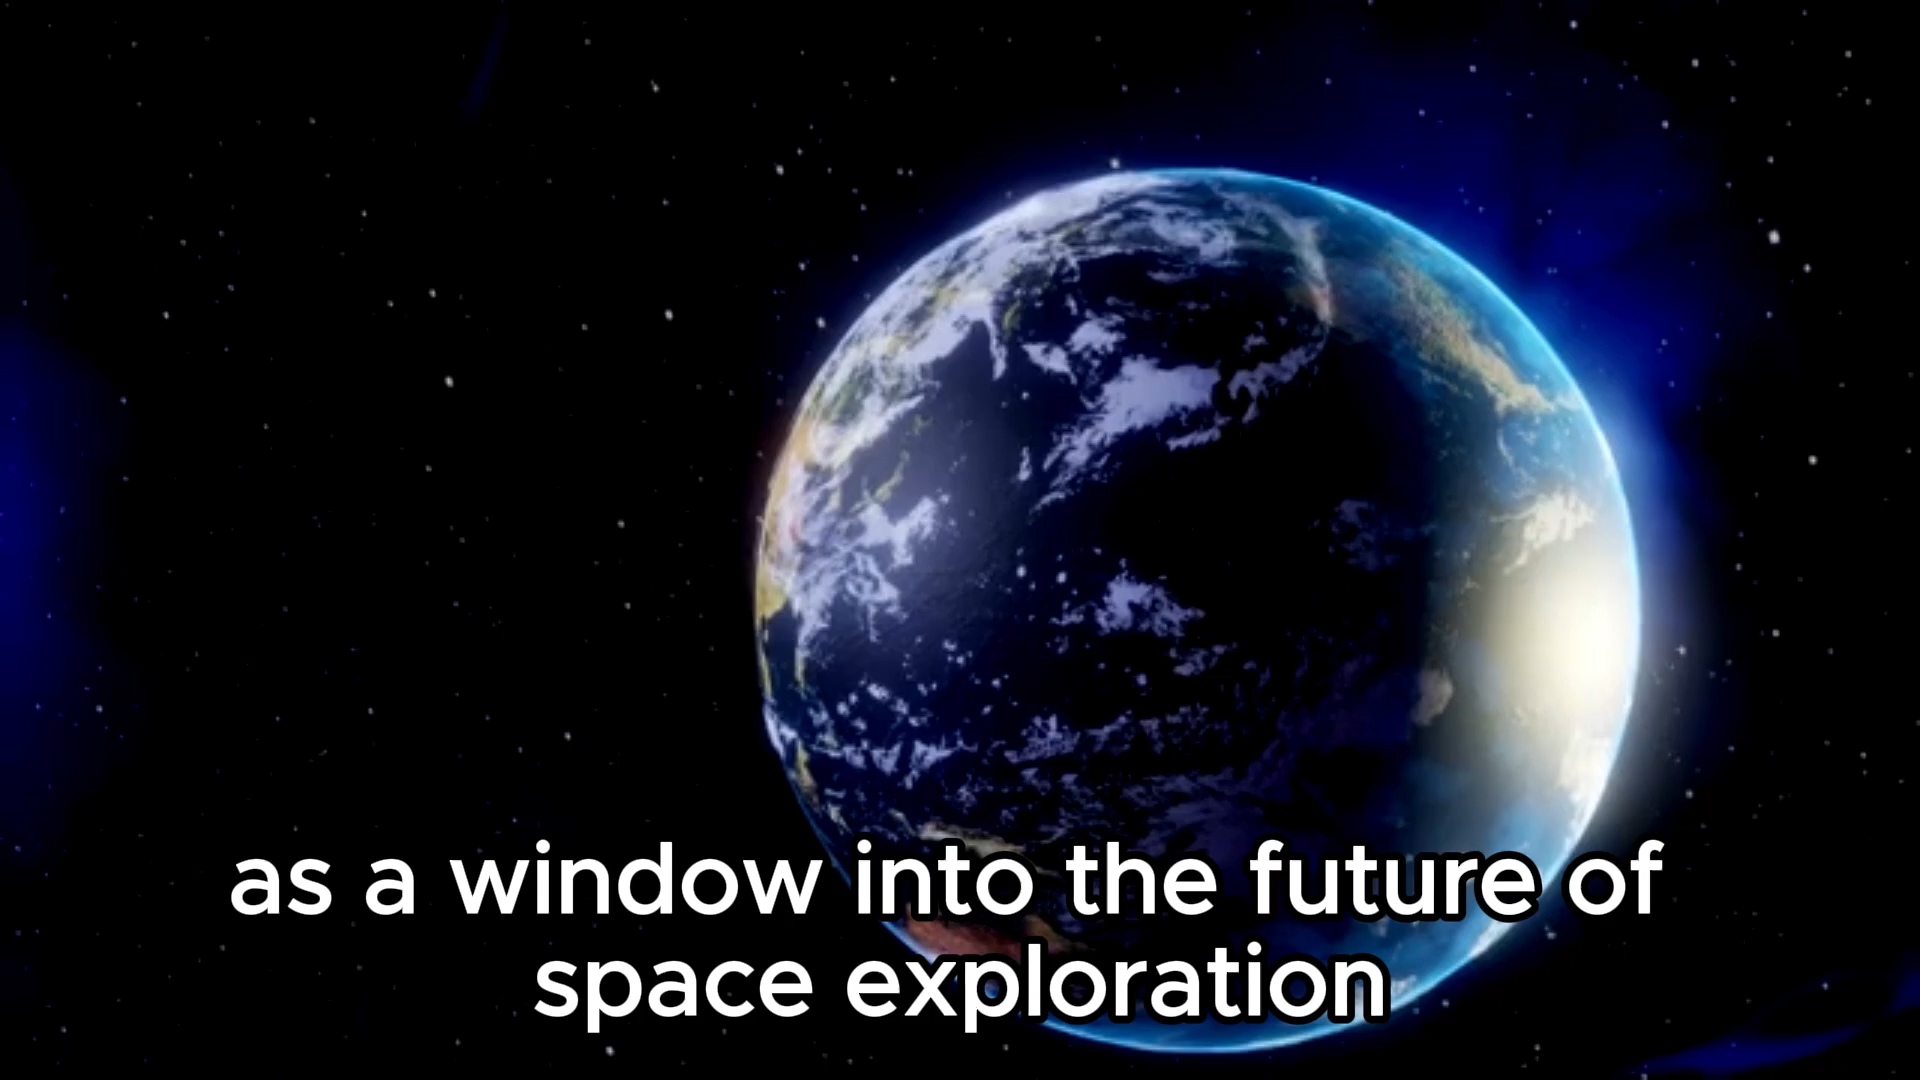 as a window into the future of
space exploration